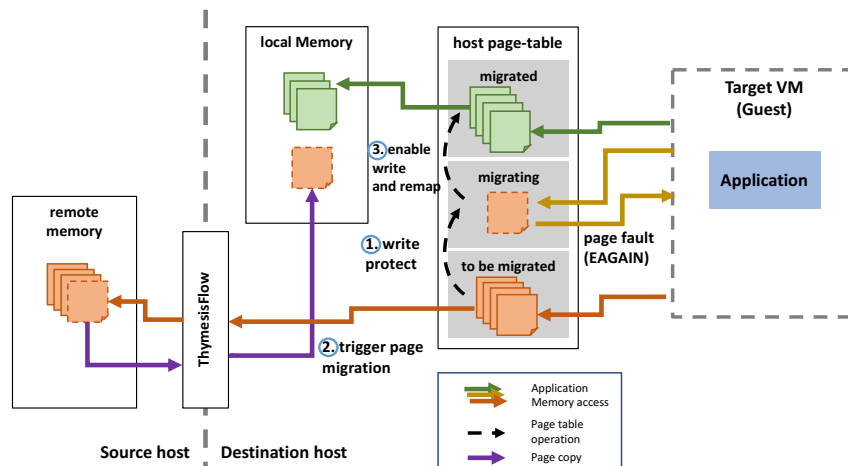 local Memory
host page-table
migrated
Target VM
(Guest)
3. enable
write
and remap
migrating
Application
remote
memory
1. write
protect
page fault
(EAGAIN)
to be migrated
ThymesisFlow
2. trigger page
migration
Application
Memory access
Page table
operation
Page copy
Source host
Destination host